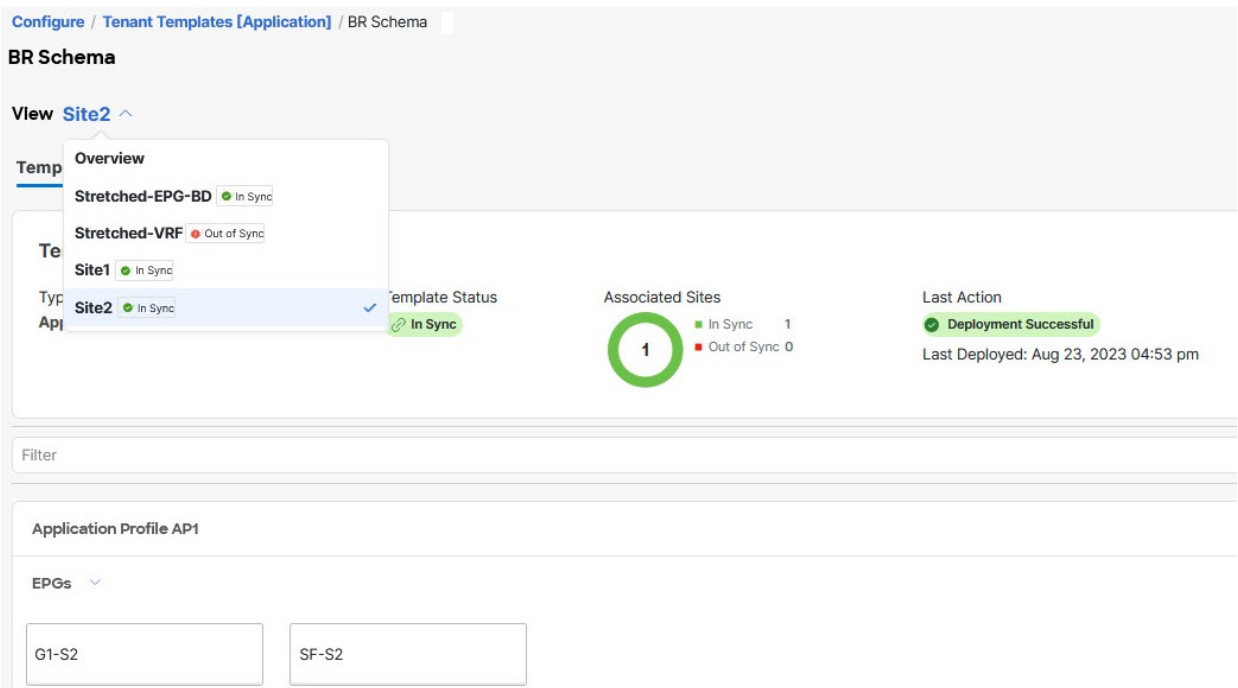 Configure / Tenant Templates [Application] / BR Schema
BR Schema
View Site2
Overview
Temp
Stretched-EPG-BD In Sync
Stretched-VRF Out of Sync
Te
Site1 In Sync
Typ
Site2 In Sync
Template Status
Associated Sites
Last Action
App
In Sync
1
In Sync 1
Out of Sync 0
Deployment Successful
Last Deployed: Aug 23, 2023 04:53 pm
Filter
Application Profile AP1
EPGs
G1-S2
SF-S2